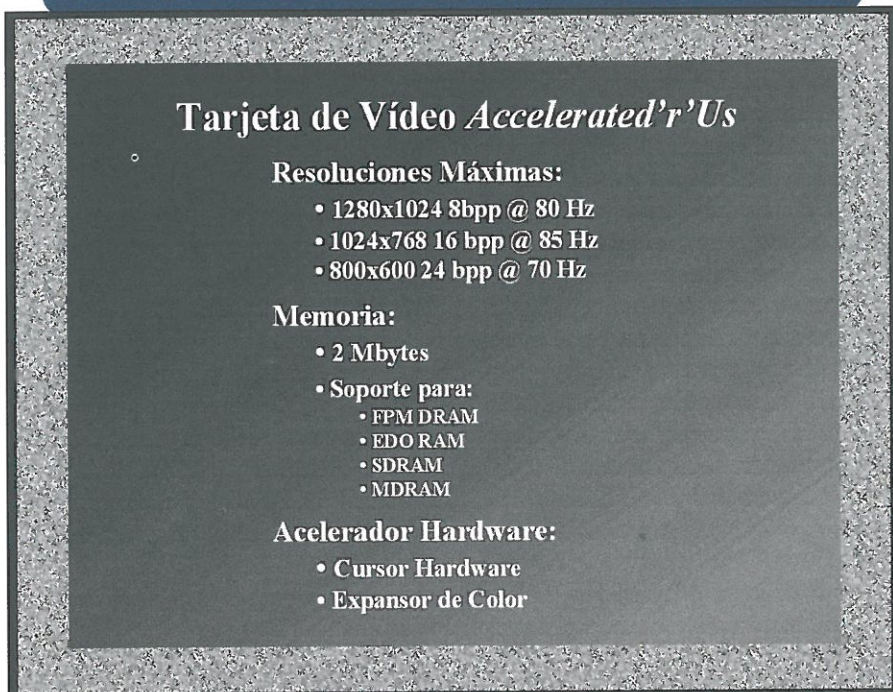 Tarjeta de Vídeo Accelerated'r'Us
Resoluciones Máximas:
• 1280x1024 8bpp @ 80 Hz
• 1024x768 16 bpp @ 85 Hz
• 800x600 24 bpp @ 70 Hz
Memoria:
• 2 Mbytes
• Soporte para:
• FPM DRAM
• EDO RAM
• SDRAM
• MDRAM
Acelerador Hardware:
• Cursor Hardware
• Expansor de Color